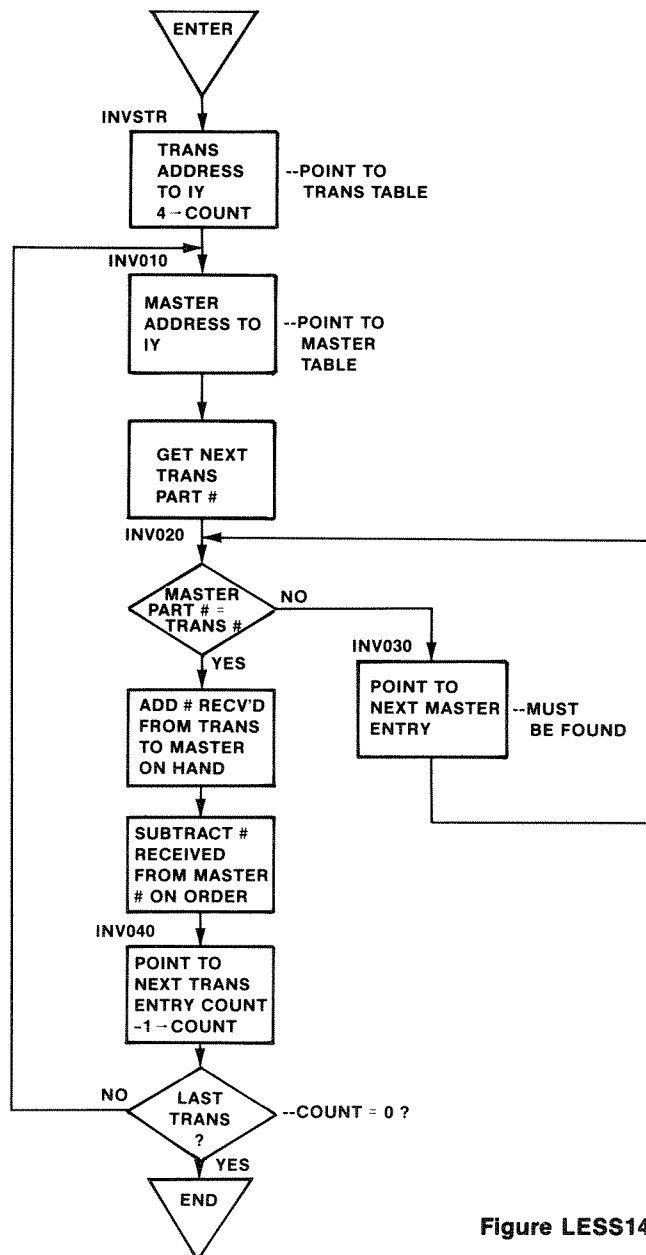 ENTER
INVSTR
TRANS
ADDRESS
TO IY
4→COUNT
--POINT TO
TRANS TABLE
INV010
MASTER
ADDRESS TO
IY
--POINT TO
MASTER
TABLE
GET NEXT
TRANS
PART #
INV020
MASTER
PART # =
TRANS #
NO
YES
INV030
POINT TO
NEXT MASTER
ENTRY
--MUST
BE FOUND
ADD # RECV'D
FROM TRANS
TO MASTER
ON HAND
SUBTRACT #
RECEIVED
FROM MASTER
# ON ORDER
INV040
POINT TO
NEXT TRANS
ENTRY COUNT
-1→COUNT
NO
LAST
TRANS
?
--COUNT = 0 ?
YES
END
Figure LESS14